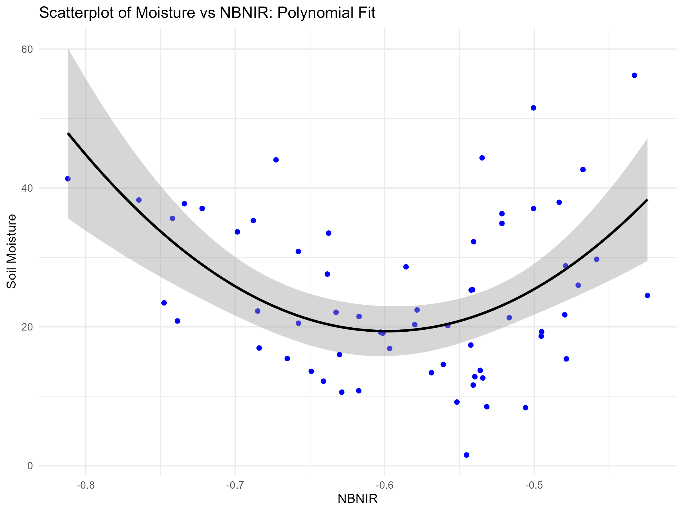 Scatterplot of Moisture vs NBNIR: Polynomial Fit
60
40
20
0
Soil Moisture
-0.8 -0.7 -0.6 -0.5
NBNIR